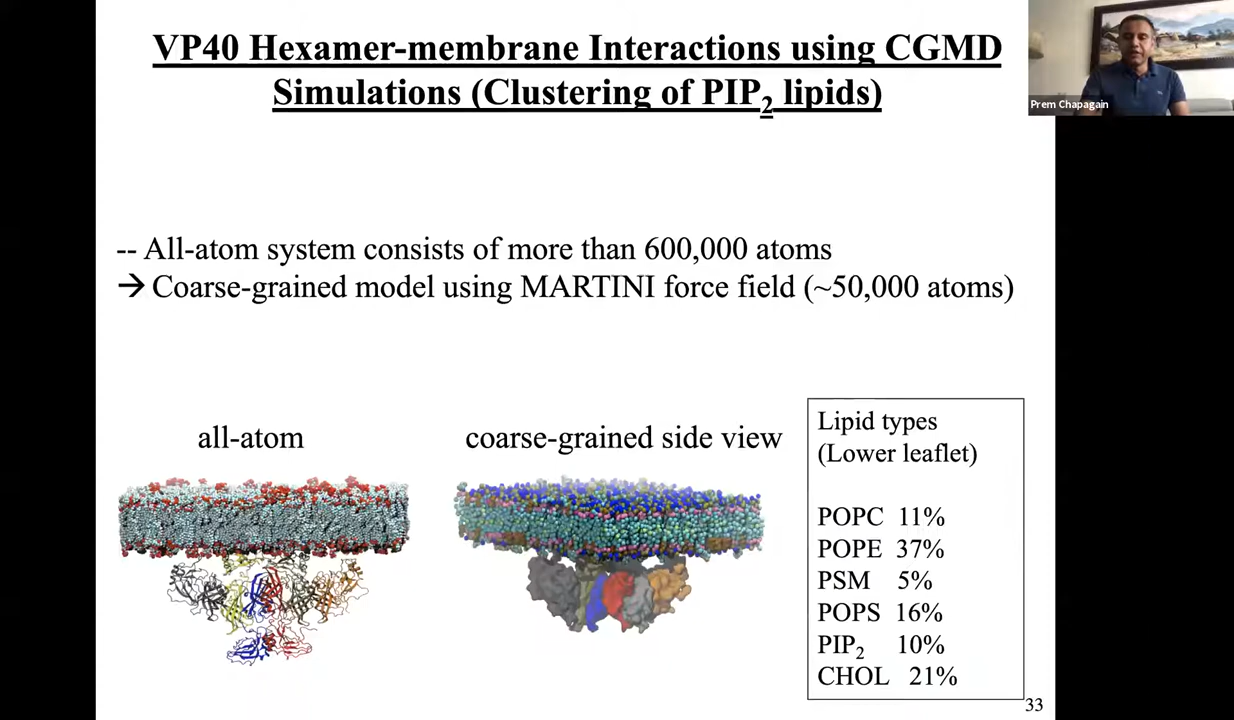 VP40 Hexamer-membrane Interactions using CGMD
Simulations (Clustering of PIP₂ lipids)
Prem Chapagain
-- All-atom system consists of more than 600,000 atoms
→ Coarse-grained model using MARTINI force field (~50,000 atoms)
all-atom
coarse-grained side view
Lipid types
(Lower leaflet)
POPC 11%
POPE 37%
PSM 5%
POPS 16%
PIP₂ 10%
CHOL 21%
33